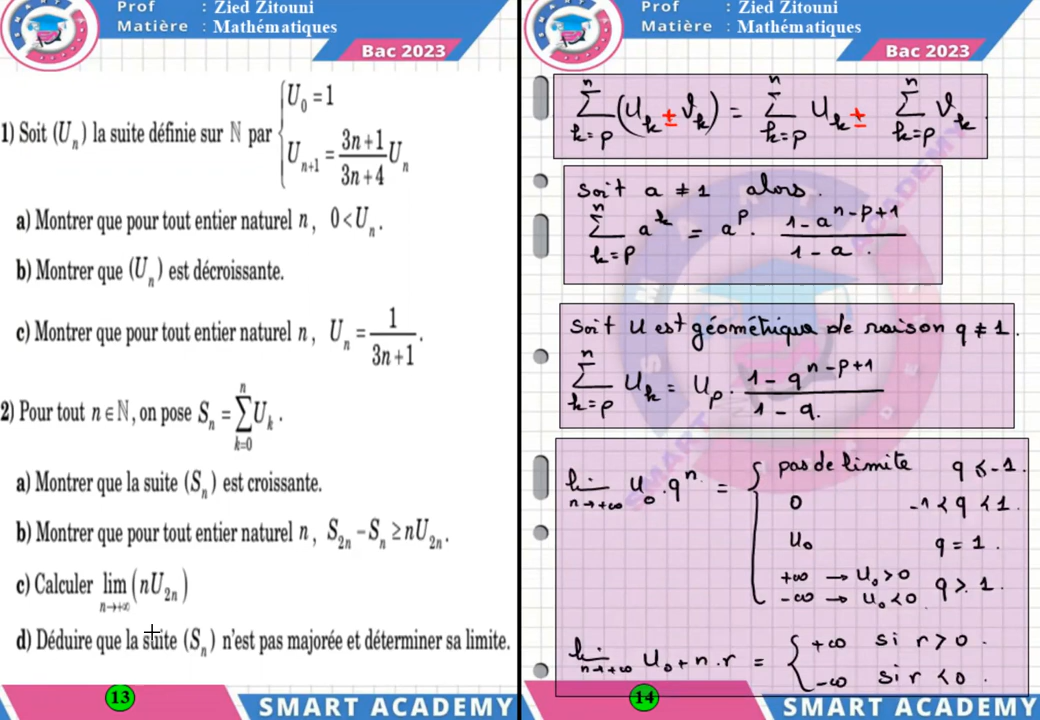 Prof : Zied Zitouni
Matière : Mathématiques
Bac 2023
1) Soit (U_n) la suite définie sur ℕ par { U_0 = 1
U_{n+1} = (3n+1)/(3n+4) U_n
a) Montrer que pour tout entier naturel n, 0 < U_n.
b) Montrer que (U_n) est décroissante.
c) Montrer que pour tout entier naturel n, U_n = 1/(3n+1).
2) Pour tout n∈ℕ, on pose S_n = ∑_{k=0}^{n} U_k.
a) Montrer que la suite (S_n) est croissante.
b) Montrer que pour tout entier naturel n, S_{2n} − S_n ≥ nU_{2n}.
c) Calculer lim_{n→+∞} (nU_{2n})
d) Déduire que la suite (S_n) n'est pas majorée et déterminer sa limite.
13
SMART ACADEMY
Prof : Zied Zitouni
Matière : Mathématiques
Bac 2023
∑_{k=p}^{n} (U_k ± V_k) = ∑_{k=p}^{n} U_k ± ∑_{k=p}^{n} V_k
Soit a ≠ 1 alors.
∑_{k=p}^{n} a^k = a^p · (1 − a^{n−p+1})/(1 − a).
Soit U est géométrique de raison q ≠ 1.
∑_{k=p}^{n} U_k = U_p · (1 − q^{n−p+1})/(1 − q.)
lim_{n→+∞} U_0 · q^n = { pas de limite q ≤ -1.
0 -1 < q < 1.
U_0 q = 1.
+∞ → U_0 > 0 q > 1.
-∞ → U_0 < 0
lim_{n→+∞} U_0 + n.r = { +∞ si r > 0.
-∞ si r < 0.
14
SMART ACADEMY